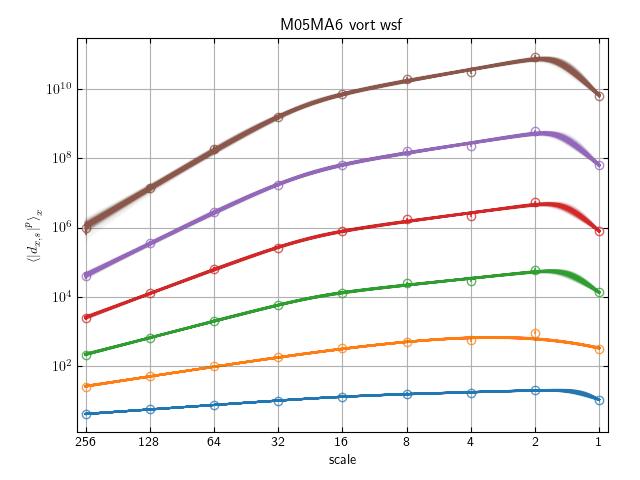 M05MA6 vort wsf
10^{10}
10^{8}
10^{6}
10^{4}
10^{2}
⟨|d_{x,s}|^p⟩_x
256 128 64 32 16 8 4 2 1
scale